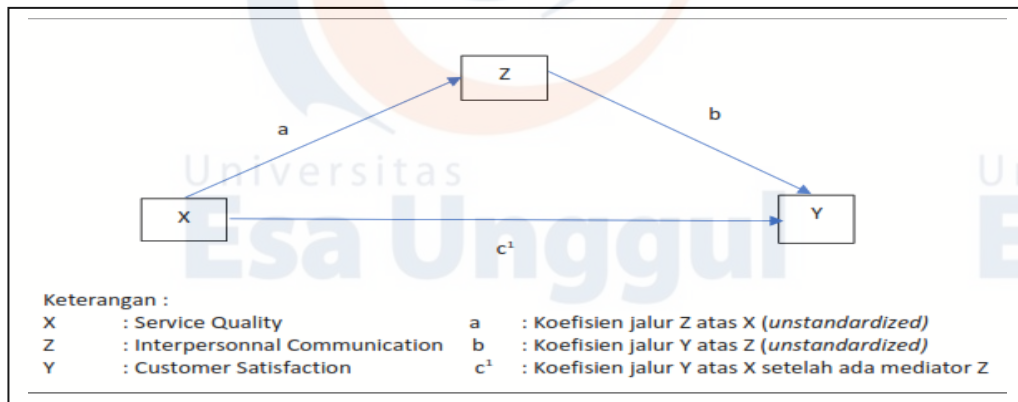 Z
a
b
Universitas
Esa Unggul
X
Y
c¹
U
E
Keterangan :
X : Service Quality a : Koefisien jalur Z atas X (unstandardized)
Z : Interpersonnal Communication b : Koefisien jalur Y atas Z (unstandardized)
Y : Customer Satisfaction c¹ : Koefisien jalur Y atas X setelah ada mediator Z